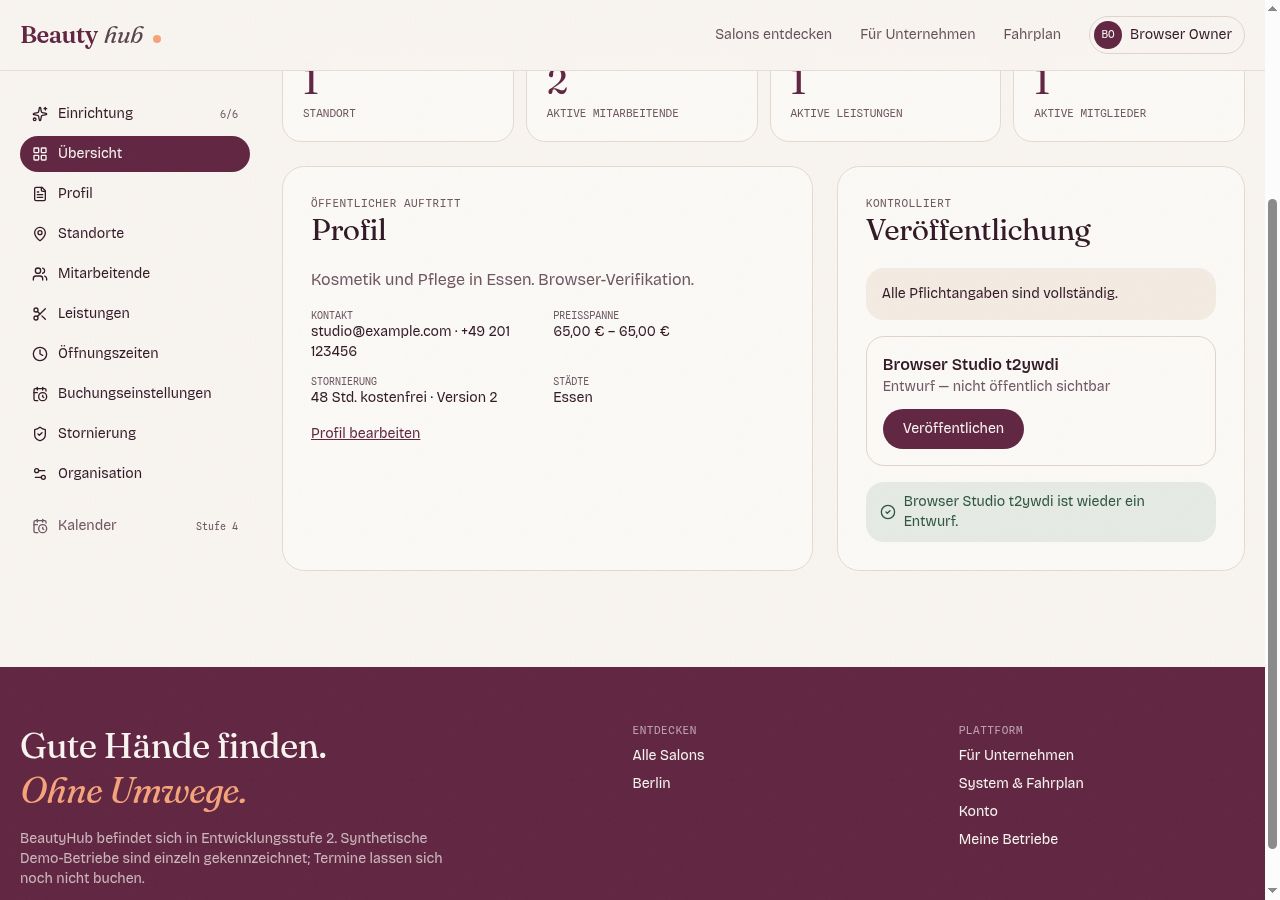 Beauty hub
Salons entdecken
Für Unternehmen
Fahrplan
BO
Browser Owner
Einrichtung 6/6
Übersicht
Profil
Standorte
Mitarbeitende
Leistungen
Öffnungszeiten
Buchungseinstellungen
Stornierung
Organisation
Kalender Stufe 4
1
STANDORT
2
AKTIVE MITARBEITENDE
1
AKTIVE LEISTUNGEN
1
AKTIVE MITGLIEDER
ÖFFENTLICHER AUFTRITT
Profil
Kosmetik und Pflege in Essen. Browser-Verifikation.
KONTAKT
studio@example.com · +49 201
123456
PREISSPANNE
65,00 € – 65,00 €
STORNIERUNG
48 Std. kostenfrei · Version 2
STÄDTE
Essen
Profil bearbeiten
KONTROLLIERT
Veröffentlichung
Alle Pflichtangaben sind vollständig.
Browser Studio t2ywdi
Entwurf — nicht öffentlich sichtbar
Veröffentlichen
Browser Studio t2ywdi ist wieder ein
Entwurf.
Gute Hände finden.
Ohne Umwege.
BeautyHub befindet sich in Entwicklungsstufe 2. Synthetische
Demo-Betriebe sind einzeln gekennzeichnet; Termine lassen sich
noch nicht buchen.
ENTDECKEN
Alle Salons
Berlin
PLATTFORM
Für Unternehmen
System & Fahrplan
Konto
Meine Betriebe